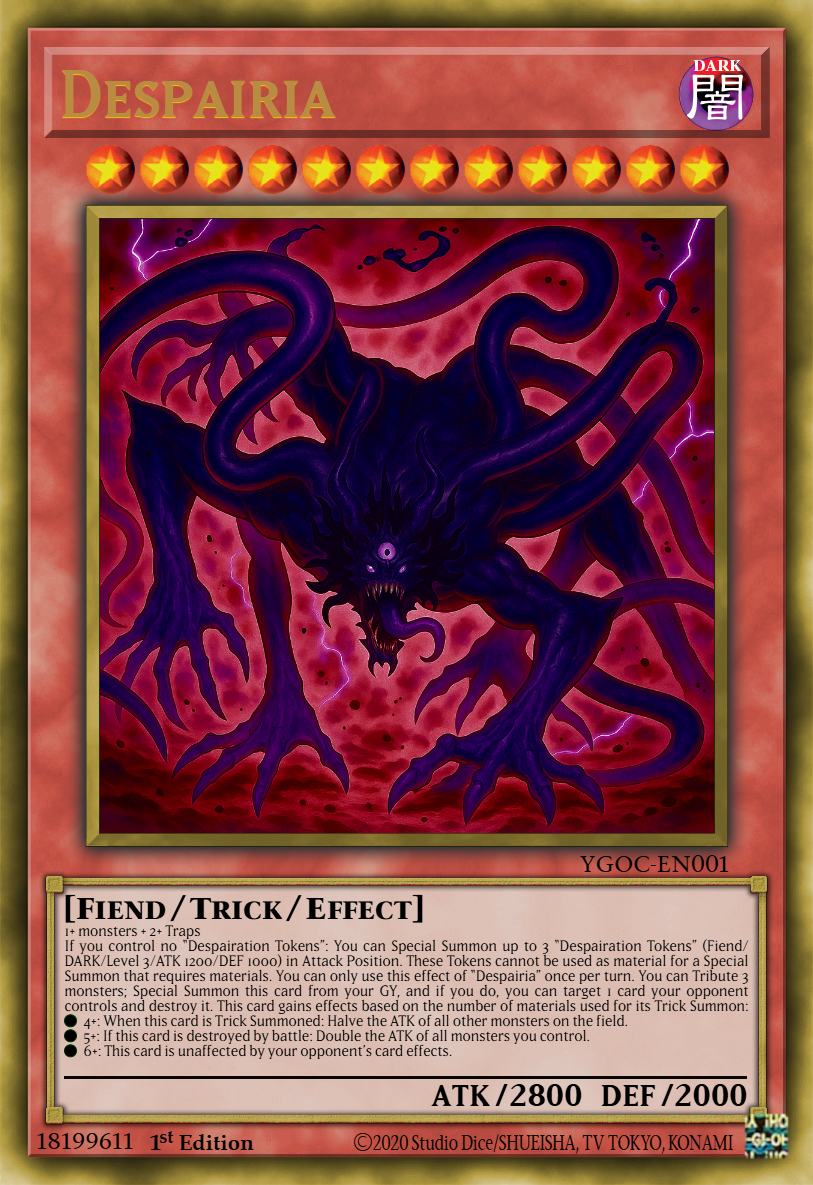 Despairia
DARK
闇
YGOC-EN001
[Fiend/Trick/Effect]
1+ monsters + 2+ Traps
If you control no "Despairation Tokens": You can Special Summon up to 3 "Despairation Tokens" (Fiend/
DARK/Level 3/ATK 1200/DEF 1000) in Attack Position. These Tokens cannot be used as material for a Special
Summon that requires materials. You can only use this effect of "Despairia" once per turn. You can Tribute 3
monsters; Special Summon this card from your GY, and if you do, you can target 1 card your opponent
controls and destroy it. This card gains effects based on the number of materials used for its Trick Summon:
● 4+: When this card is Trick Summoned: Halve the ATK of all other monsters on the field.
● 5+: If this card is destroyed by battle: Double the ATK of all monsters you control.
● 6+: This card is unaffected by your opponent's card effects.
ATK/2800 DEF/2000
18199611 1st Edition ©2020 Studio Dice/SHUEISHA, TV TOKYO, KONAMI